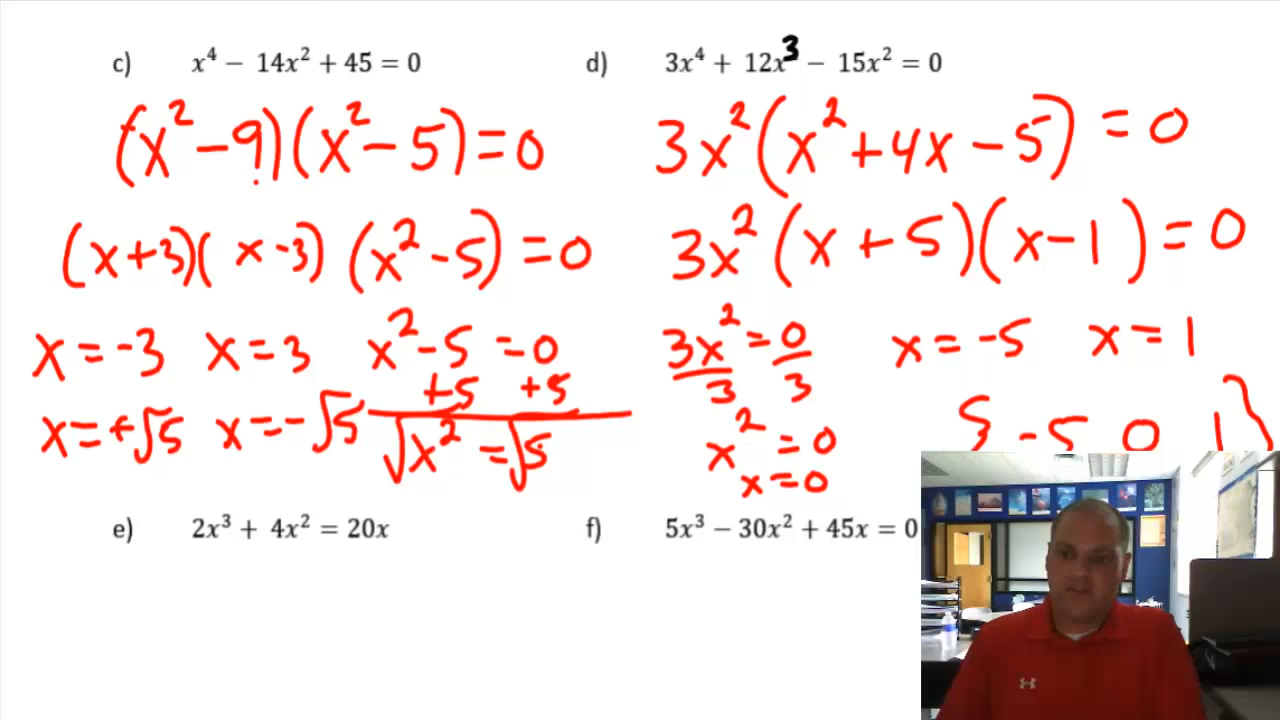 c) x⁴ − 14x² + 45 = 0
(x² − 9)(x² − 5) = 0
(x + 3)(x − 3)(x² − 5) = 0
x = −3 x = 3 x² − 5 = 0
+5 +5
x = +√5 x = −√5 √x² = √5
d) 3x⁴ + 12x³ − 15x² = 0
3x²(x² + 4x − 5) = 0
3x²(x + 5)(x − 1) = 0
3x² = 0 x = −5 x = 1
3 3
x² = 0 { −5 0 1 }
x = 0
e) 2x³ + 4x² = 20x
f) 5x³ − 30x² + 45x = 0